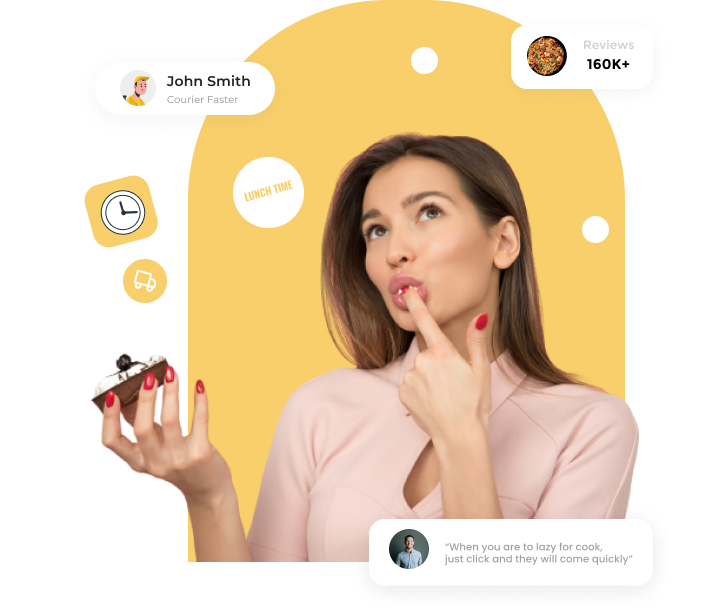 Reviews
160K+
John Smith
Courier Faster
LUNCH TIME
“When you are to lazy for cook,
just click and they will come quickly”